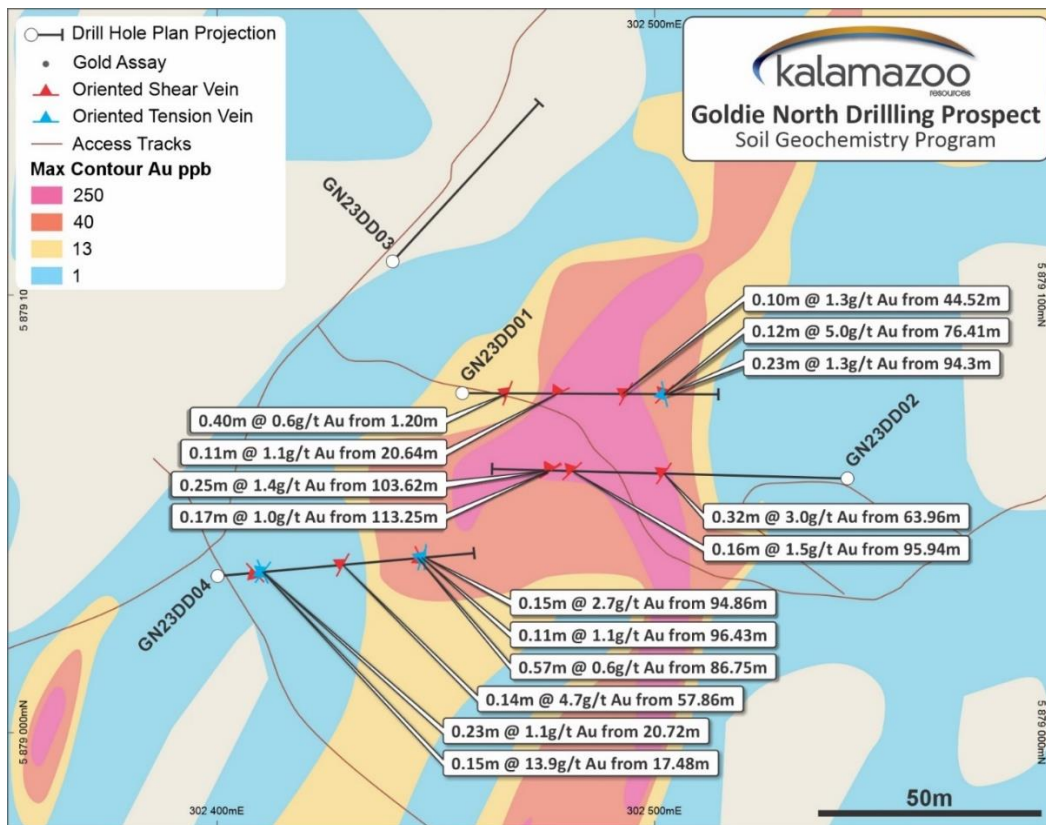 Drill Hole Plan Projection
Gold Assay
Oriented Shear Vein
Oriented Tension Vein
Access Tracks
Max Contour Au ppb
250
40
13
1
302 500mE
kalamazoo
resources
Goldie North Drillling Prospect
Soil Geochemistry Program
GN23DD03
5 879 10
5 879 100mN
GN23DD01
0.10m @ 1.3g/t Au from 44.52m
0.12m @ 5.0g/t Au from 76.41m
0.23m @ 1.3g/t Au from 94.3m
GN23DD02
0.40m @ 0.6g/t Au from 1.20m
0.11m @ 1.1g/t Au from 20.64m
0.25m @ 1.4g/t Au from 103.62m
0.17m @ 1.0g/t Au from 113.25m
0.32m @ 3.0g/t Au from 63.96m
0.16m @ 1.5g/t Au from 95.94m
GN23DD04
0.15m @ 2.7g/t Au from 94.86m
0.11m @ 1.1g/t Au from 96.43m
0.57m @ 0.6g/t Au from 86.75m
0.14m @ 4.7g/t Au from 57.86m
0.23m @ 1.1g/t Au from 20.72m
0.15m @ 13.9g/t Au from 17.48m
5 879 000mN
5 879 000mN
302 400mE
302 500mE
50m